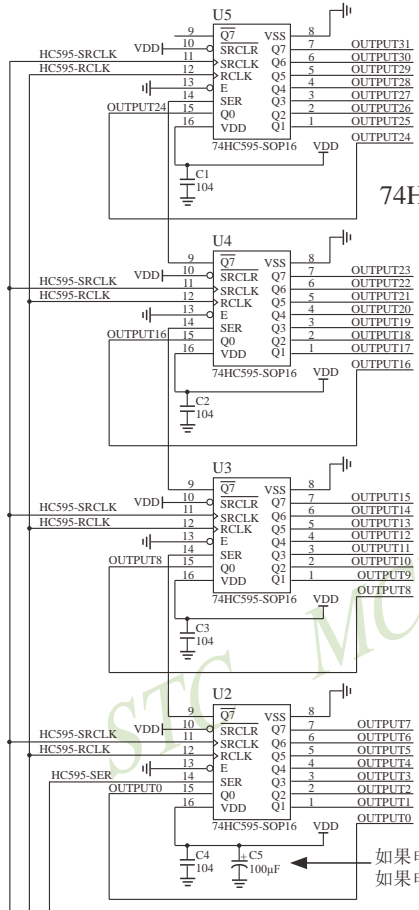 U5
9 Q7 VSS 8
VDD 10 SRCLR Q7 7 OUTPUT31
HC595-SRCLK 11 SRCLK Q6 6 OUTPUT30
HC595-RCLK 12 RCLK Q5 5 OUTPUT29
13 E Q4 4 OUTPUT28
14 SER Q3 3 OUTPUT27
OUTPUT24 15 Q0 Q2 2 OUTPUT26
16 VDD Q1 1 OUTPUT25
74HC595-SOP16 OUTPUT24
VDD
C1
104
74H
U4
9 Q7 VSS 8
VDD 10 SRCLR Q7 7 OUTPUT23
HC595-SRCLK 11 SRCLK Q6 6 OUTPUT22
HC595-RCLK 12 RCLK Q5 5 OUTPUT21
13 E Q4 4 OUTPUT20
14 SER Q3 3 OUTPUT19
OUTPUT16 15 Q0 Q2 2 OUTPUT18
16 VDD Q1 1 OUTPUT17
74HC595-SOP16 OUTPUT16
VDD
C2
104
U3
9 Q7 VSS 8
VDD 10 SRCLR Q7 7 OUTPUT15
HC595-SRCLK 11 SRCLK Q6 6 OUTPUT14
HC595-RCLK 12 RCLK Q5 5 OUTPUT13
13 E Q4 4 OUTPUT12
14 SER Q3 3 OUTPUT11
OUTPUT8 15 Q0 Q2 2 OUTPUT10
16 VDD Q1 1 OUTPUT9
74HC595-SOP16 OUTPUT8
VDD
C3
104
STC MC
U2
9 Q7 VSS 8
VDD 10 SRCLR Q7 7 OUTPUT7
HC595-SRCLK 11 SRCLK Q6 6 OUTPUT6
HC595-RCLK 12 RCLK Q5 5 OUTPUT5
13 E Q4 4 OUTPUT4
HC595-SER 14 SER Q3 3 OUTPUT3
OUTPUT0 15 Q0 Q2 2 OUTPUT2
16 VDD Q1 1 OUTPUT1
74HC595-SOP16 OUTPUT0
VDD
C4
104
+ C5
100μF
如果
如果